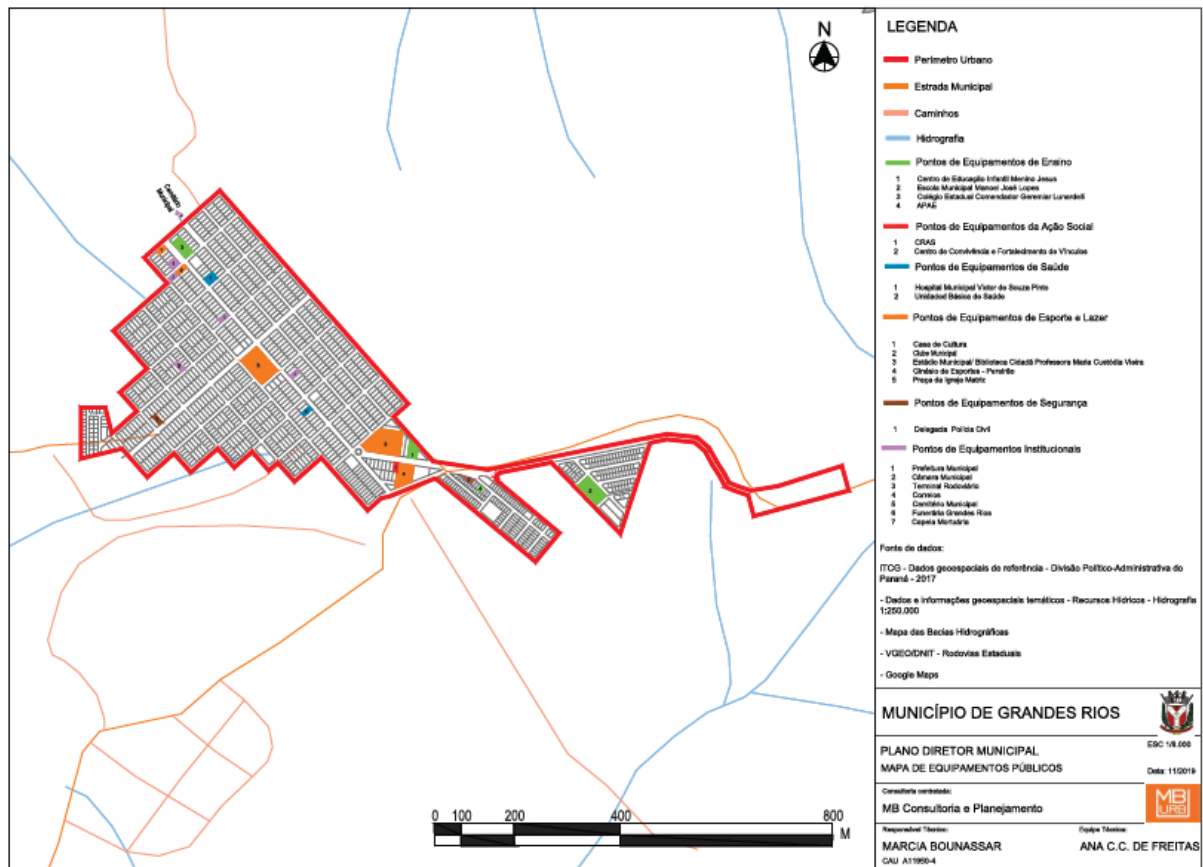 N
Cemitério
Municipal
0 100 200 400 800
M
LEGENDA
Perímetro Urbano
Estrada Municipal
Caminhos
Hidrografia
Pontos de Equipamentos de Ensino
1 Centro de Educação Infantil Menino Jesus
2 Escola Municipal Manoel José Lopes
3 Colégio Estadual Comendador Geremiar Lunardelli
4 APAE
Pontos de Equipamentos da Ação Social
1 CRAS
2 Centro de Convivência e Fortalecimento de Vínculos
Pontos de Equipamentos de Saúde
1 Hospital Municipal Victor de Souza Pinto
2 Básica de Saúde
Pontos de Equipamentos de Esporte e Lazer
1 Casa de Cultura
2 Clube Municipal
3 Estádio Municipal/ Biblioteca Cidadã Professora Maria Custódia Vieira
4 Ginásio de Esportes -
5 Praça da Igreja Matriz
Pontos de Equipamentos de Segurança
1 Delegacia Polícia Civil
Pontos de Equipamentos Institucionais
1 Prefeitura Municipal
2 Câmara Municipal
3 Terminal Rodoviário
4 Correios
5 Cemitério Municipal
6 Funerária Grandes Rios
7 Capela Mortuária
Fonte de dados:
ITCG - Dados geoespaciais de referência - Divisão Político-Administrativa do
Paraná - 2017
- Dados e informações geoespaciais temáticos - Recursos Hídricos - Hidrografia
1:250.000
- Mapa das Bacias Hidrográficas
- VGEO/DNIT - Rodovias Estaduais
- Google Maps
MUNICÍPIO DE GRANDES RIOS
ESC 1/8.000
PLANO DIRETOR MUNICIPAL
MAPA DE EQUIPAMENTOS PÚBLICOS
Data: 11/2019
Consultoria contratada:
MB Consultoria e Planejamento
MB
URB
Responsável Técnico: Equipe Técnica:
MARCIA BOUNASSAR ANA C.C. DE FREITAS
CAU A11950-4